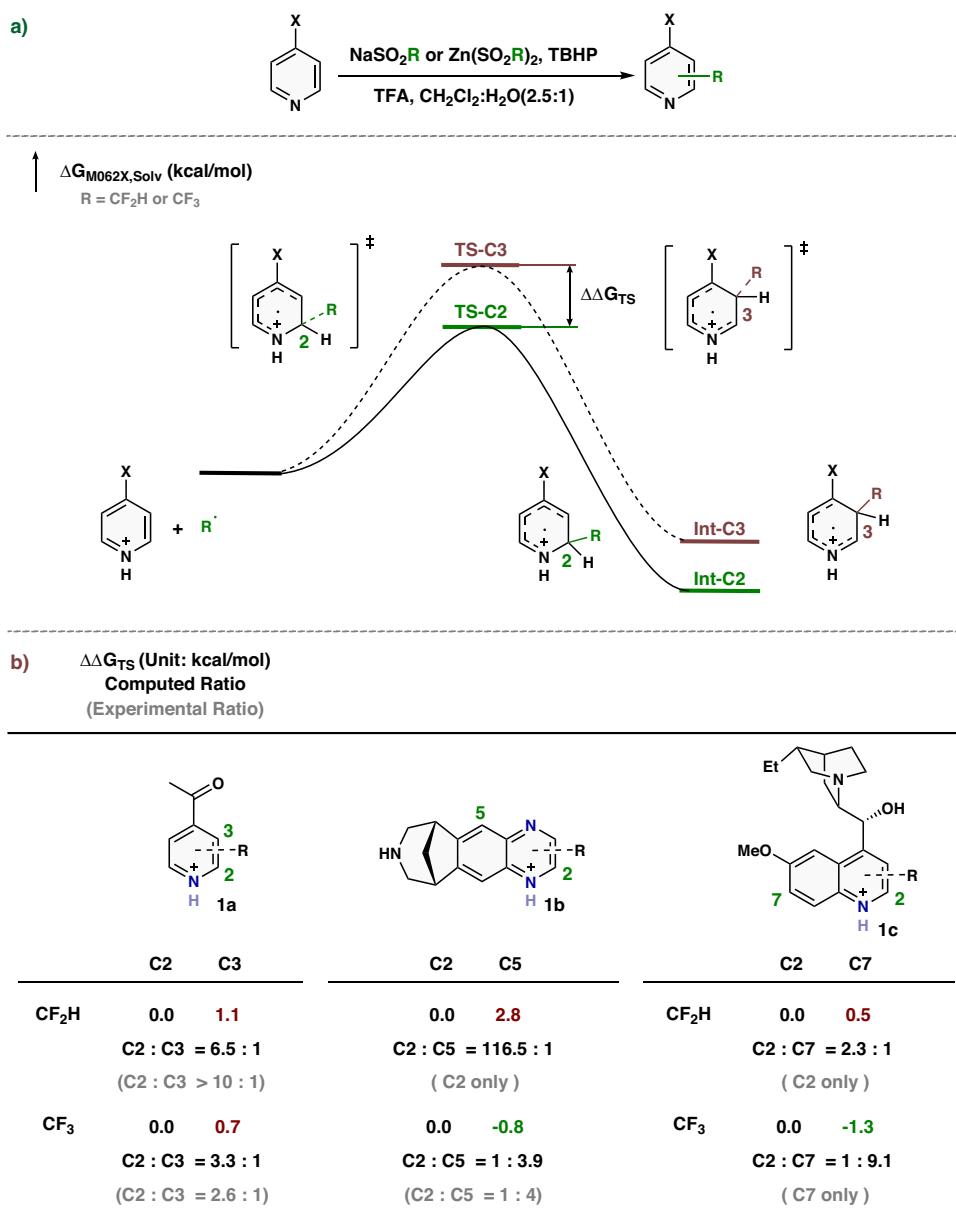 a)
X
N
NaSO2R or Zn(SO2R)2, TBHP
TFA, CH2Cl2:H2O(2.5:1)
X
R
N
ΔG_M062X,Solv (kcal/mol)
R = CF2H or CF3
X
R
2
H
N
+
H
‡
TS-C3
TS-C2
ΔΔG_TS
X
R
H
3
N
+
H
‡
X
N
+
H
+ R·
X
R
2
H
N
+
H
Int-C3
Int-C2
X
R
H
3
N
+
H
b)
ΔΔG_TS (Unit: kcal/mol)
Computed Ratio
(Experimental Ratio)
O
3
R
2
N
+
H
1a
5
N
HN
R
2
N
+
H
1b
Et
N
OH
MeO
R
7
2
N
+
H
1c
C2 C3
C2 C5
C2 C7
CF2H 0.0 1.1
0.0 2.8
CF2H 0.0 0.5
C2 : C3 = 6.5 : 1
C2 : C5 = 116.5 : 1
C2 : C7 = 2.3 : 1
(C2 : C3 > 10 : 1)
( C2 only )
( C2 only )
CF3 0.0 0.7
0.0 -0.8
CF3 0.0 -1.3
C2 : C3 = 3.3 : 1
C2 : C5 = 1 : 3.9
C2 : C7 = 1 : 9.1
(C2 : C3 = 2.6 : 1)
(C2 : C5 = 1 : 4)
( C7 only )